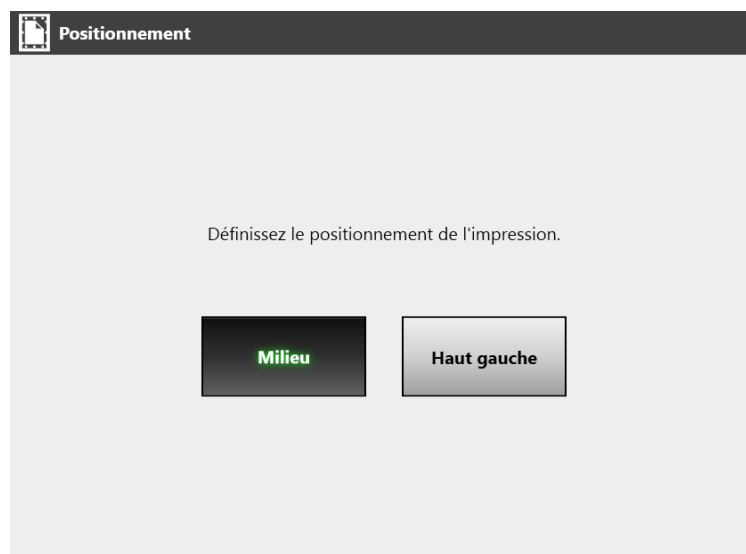 Positionnement
Définissez le positionnement de l'impression.
Milieu
Haut gauche